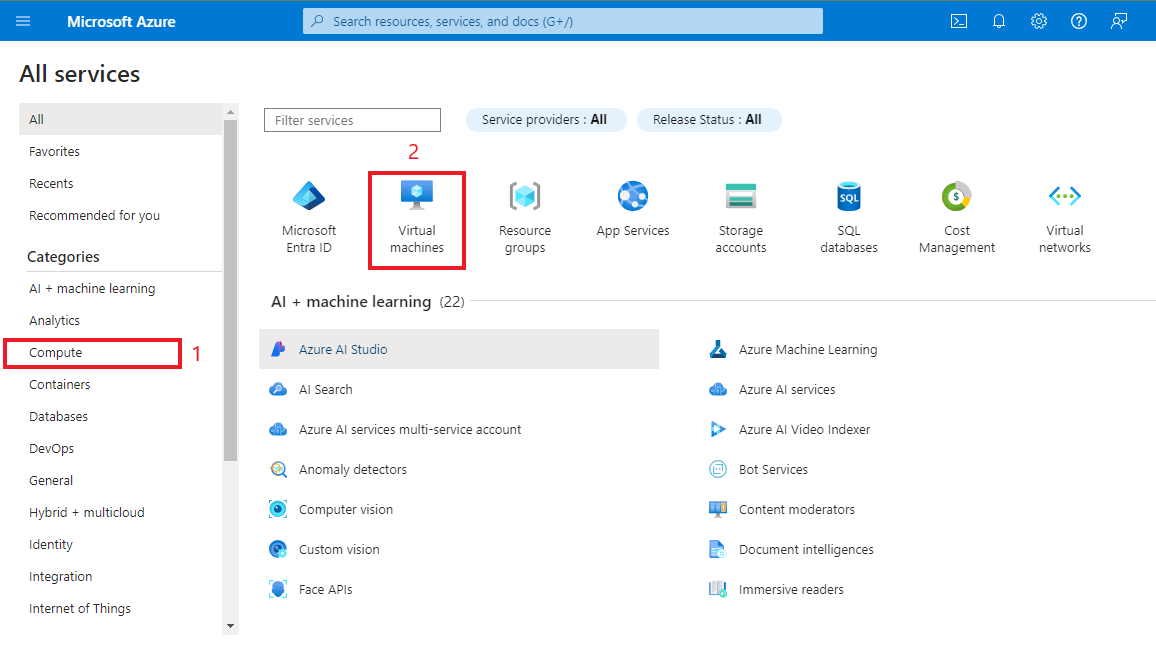 Microsoft Azure
Search resources, services, and docs (G+/)
All services
All
Favorites
Recents
Recommended for you
Categories
AI + machine learning
Analytics
Compute
1
Containers
Databases
DevOps
General
Hybrid + multicloud
Identity
Integration
Internet of Things
Filter services
Service providers : All
Release Status : All
2
Microsoft
Entra ID
Virtual
machines
Resource
groups
App Services
Storage
accounts
SQL
SQL
databases
$
Cost
Management
Virtual
networks
AI + machine learning (22)
Azure AI Studio
Azure Machine Learning
AI Search
Azure AI services
Azure AI services multi-service account
Azure AI Video Indexer
Anomaly detectors
Bot Services
Computer vision
Content moderators
Custom vision
Document intelligences
Face APIs
Immersive readers